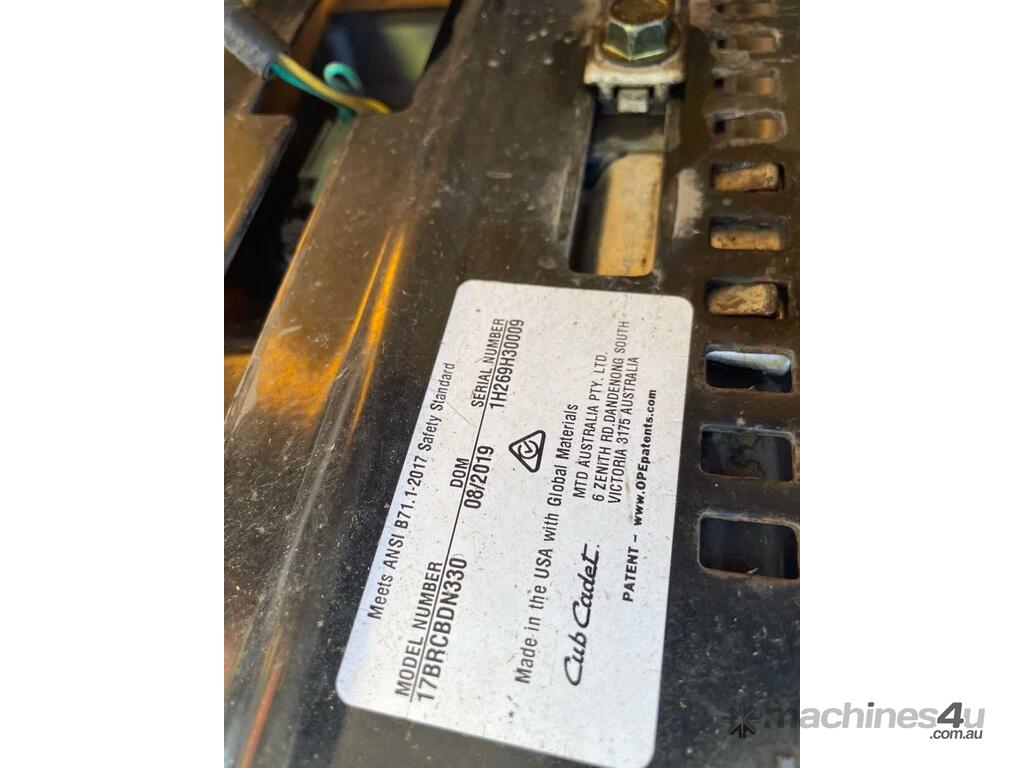 Meets ANSI B71.1-2017 Safety Standard
MODEL NUMBER DOM SERIAL NUMBER
17BRCBDN330 08/2019 1H269H30009
Made in the USA with Global Materials
Cub Cadet.
MTD AUSTRALIA PTY. LTD.
6 ZENITH RD.DANDENONG SOUTH
VICTORIA 3175 AUSTRALIA
PATENT - www.OPEpatents.com
machines4u
.com.au